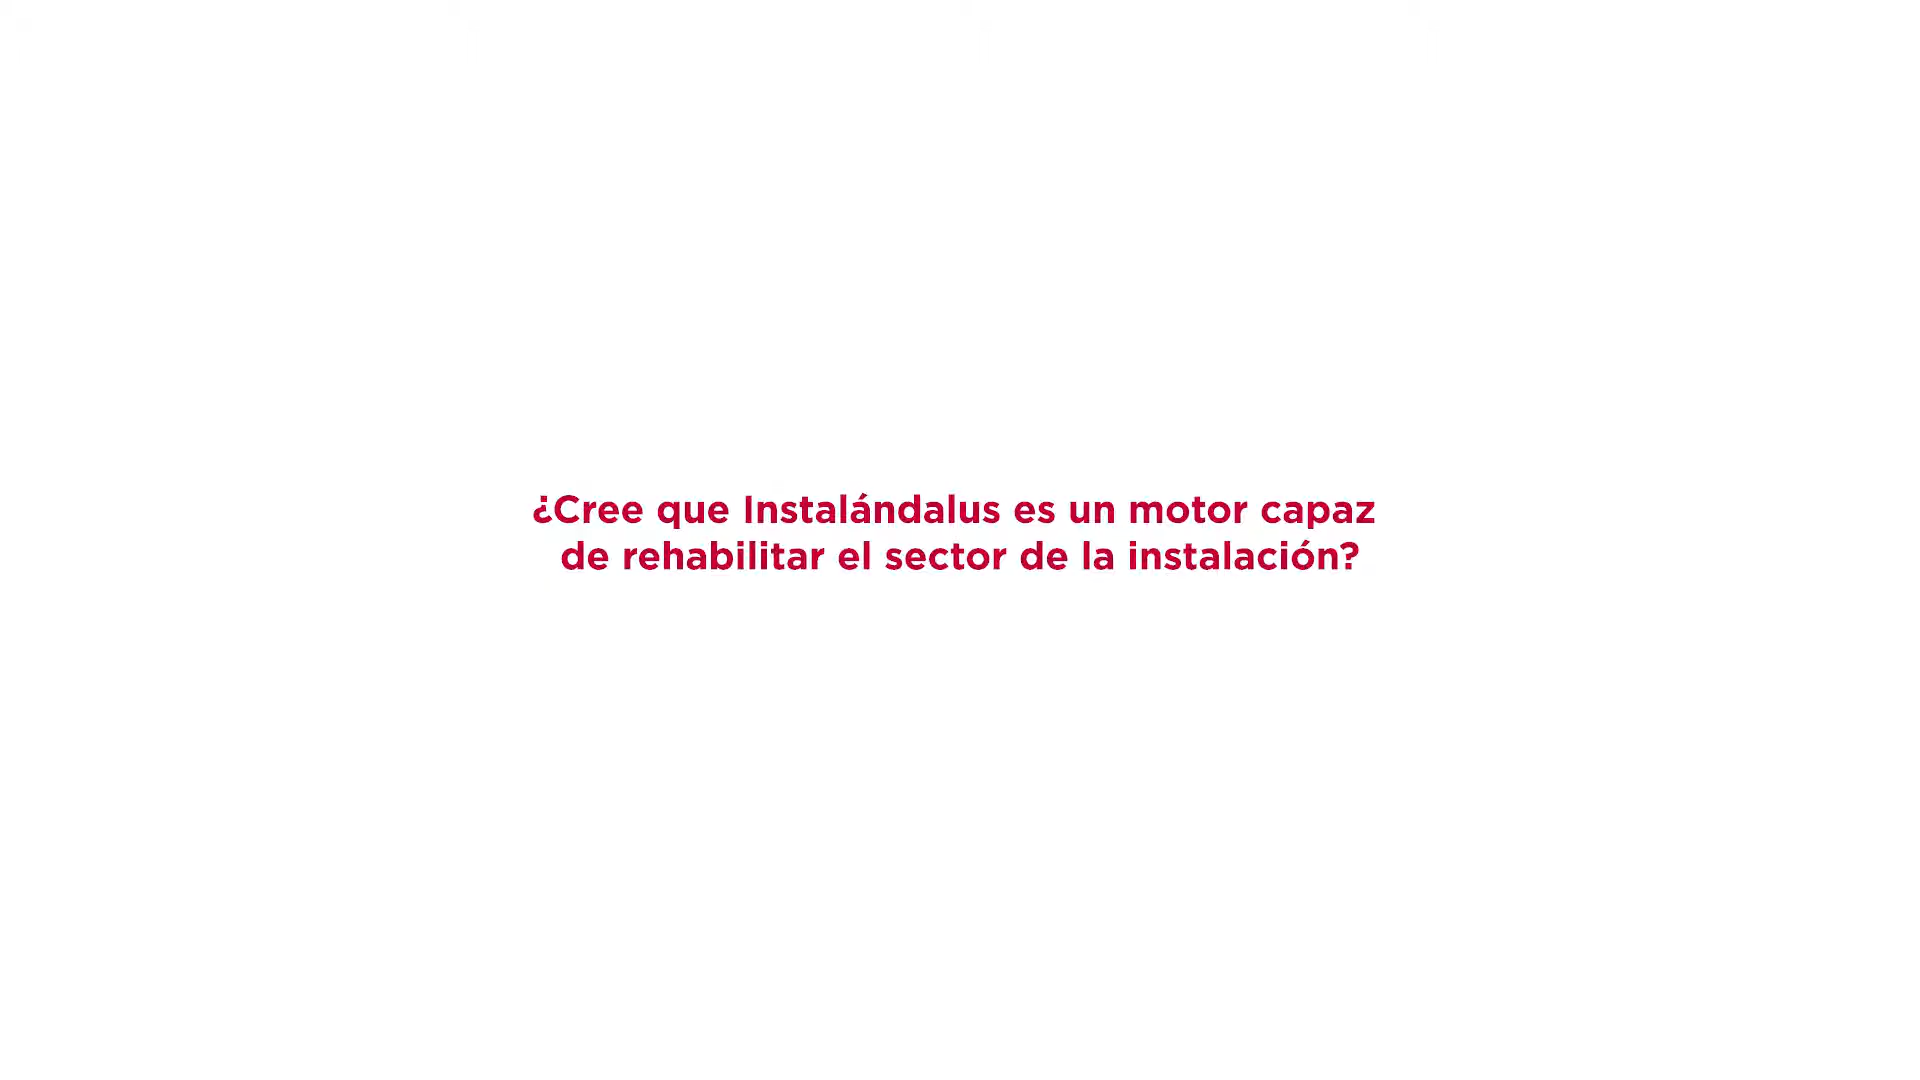 ¿Cree que Instalándalus es un motor capaz
de rehabilitar el sector de la instalación?